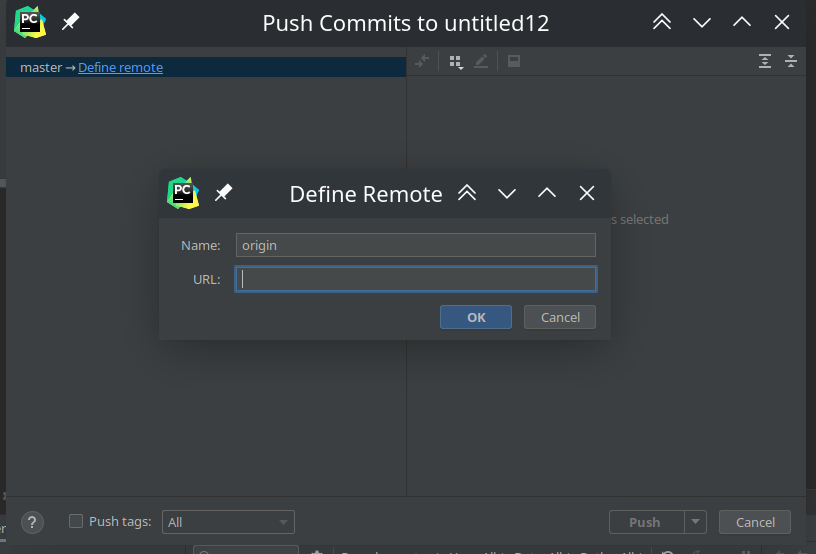 PC
Push Commits to untitled12
master → Define remote
PC
Define Remote
s selected
Name:
origin
URL:
OK
Cancel
?
Push tags:
All
Push
Cancel